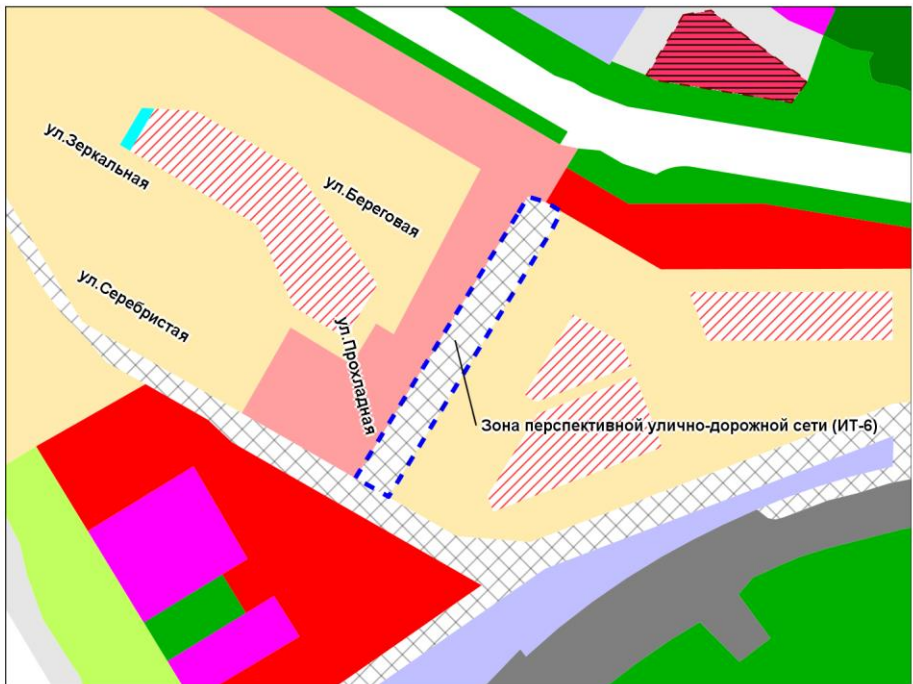 ул.Зеркальная
ул.Береговая
ул.Серебристая
ул.Прохладная
Зона перспективной улично-дорожной сети (ИТ-6)